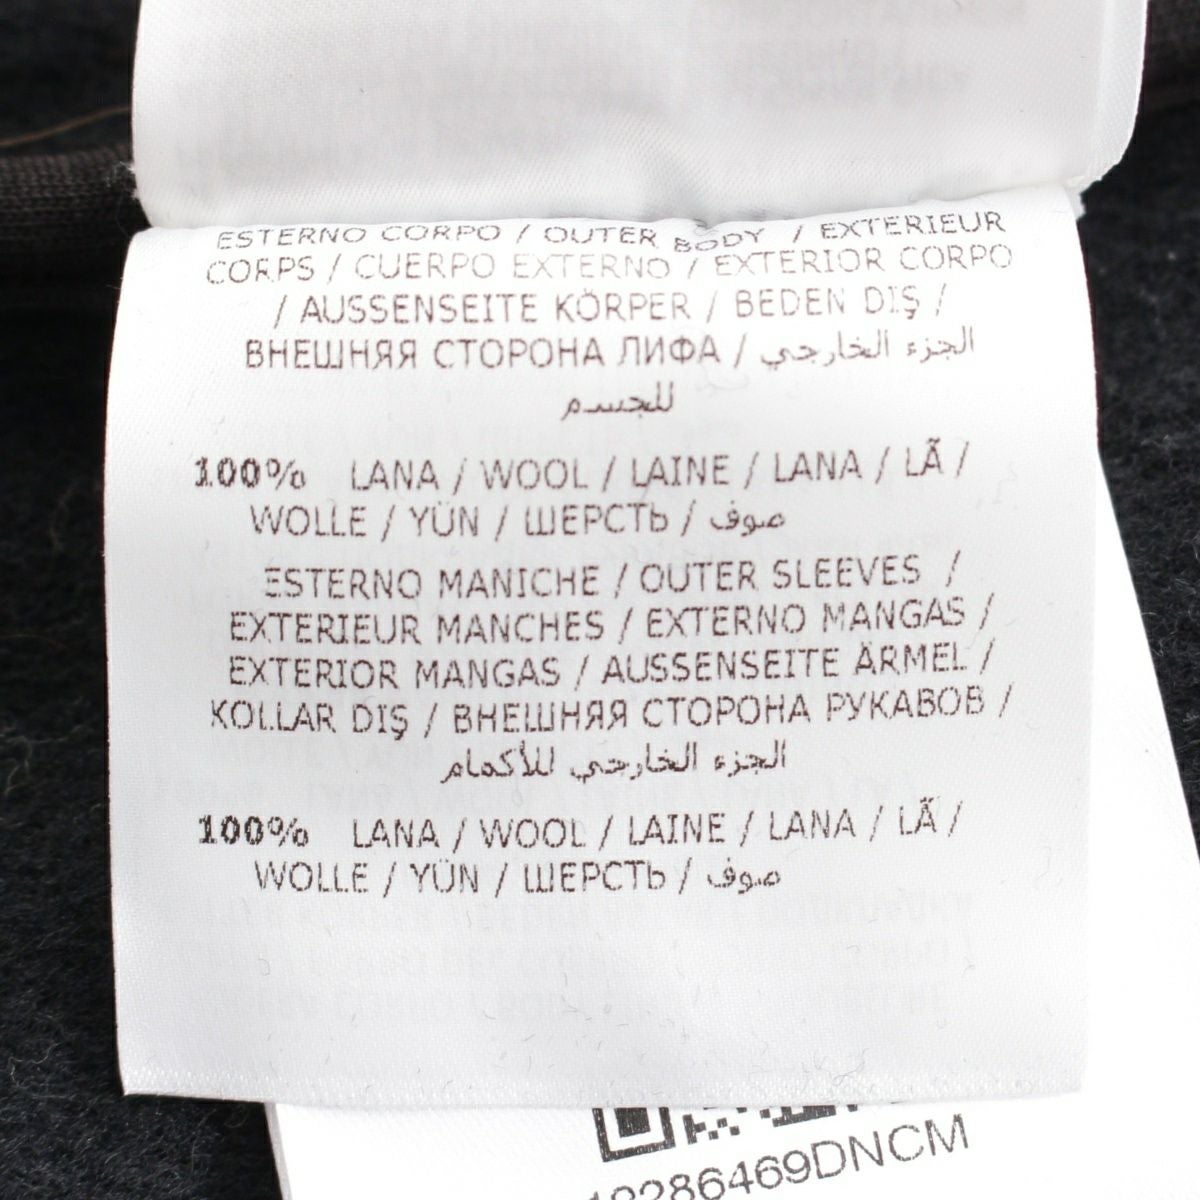 ESTERNO CORPO / OUTER BODY / EXTERIEUR
CORPS / CUERPO EXTERNO / EXTERIOR CORPO
/ AUSSENSEITE KÖRPER / BEDEN DIŞ /
ВНЕШНЯЯ СТОРОНА ЛИФА / الجزء الخارجي
للجسم
100% LANA / WOOL / LAINE / LANA / LÃ /
WOLLE / YÜN / ШЕРСТЬ / صوف
ESTERNO MANICHE / OUTER SLEEVES /
EXTERIEUR MANCHES / EXTERNO MANGAS /
EXTERIOR MANGAS / AUSSENSEITE ÄRMEL /
KOLLAR DIŞ / ВНЕШНЯЯ СТОРОНА РУКАВОВ /
الجزء الخارجي للأكمام
100% LANA / WOOL / LAINE / LANA / LÃ /
WOLLE / YÜN / ШЕРСТЬ / صوف
18286469DNCM